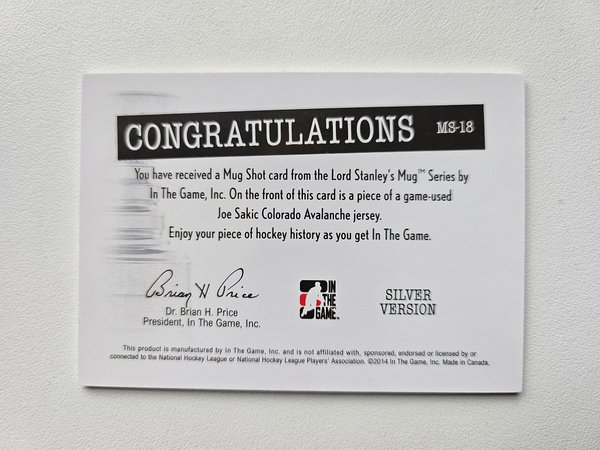 CONGRATULATIONS MS-18
You have received a Mug Shot card from the Lord Stanley's Mug™ Series by
In The Game, Inc. On the front of this card is a piece of a game-used
Joe Sakic Colorado Avalanche jersey.
Enjoy your piece of hockey history as you get In The Game.
Brian H Price
Dr. Brian H. Price
President, In The Game, Inc.
IN
THE
GAME
SILVER
VERSION
This product is manufactured by In The Game, Inc. and is not affiliated with, sponsored, endorsed or licensed by or
connected to the National Hockey League or National Hockey League Players' Association. ©2014 In The Game, Inc. Made in Canada.